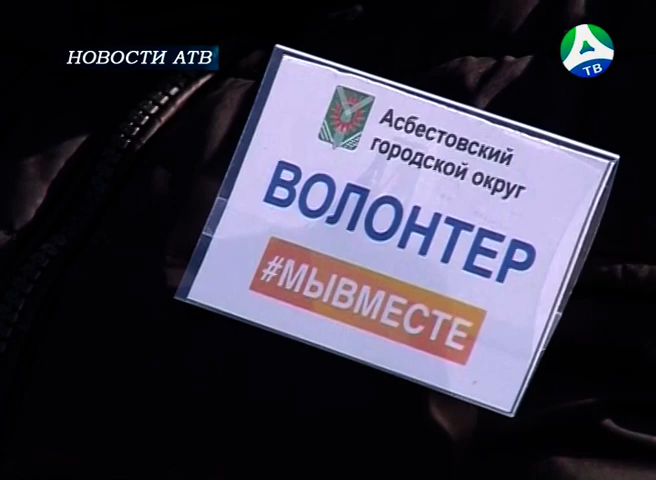 НОВОСТИ АТВ
ТВ
Асбестовский
городской округ
ВОЛОНТЕР
#МЫВМЕСТЕ